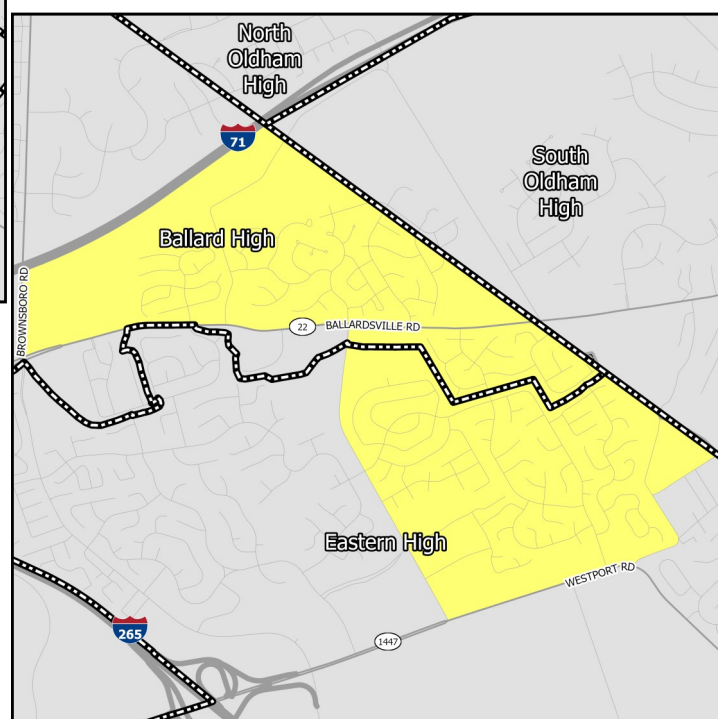 North
Oldham
High
71
South
Oldham
High
Ballard High
BROWNSBORO RD
22
BALLARDSVILLE RD
Eastern High
WESTPORT RD
265
1447